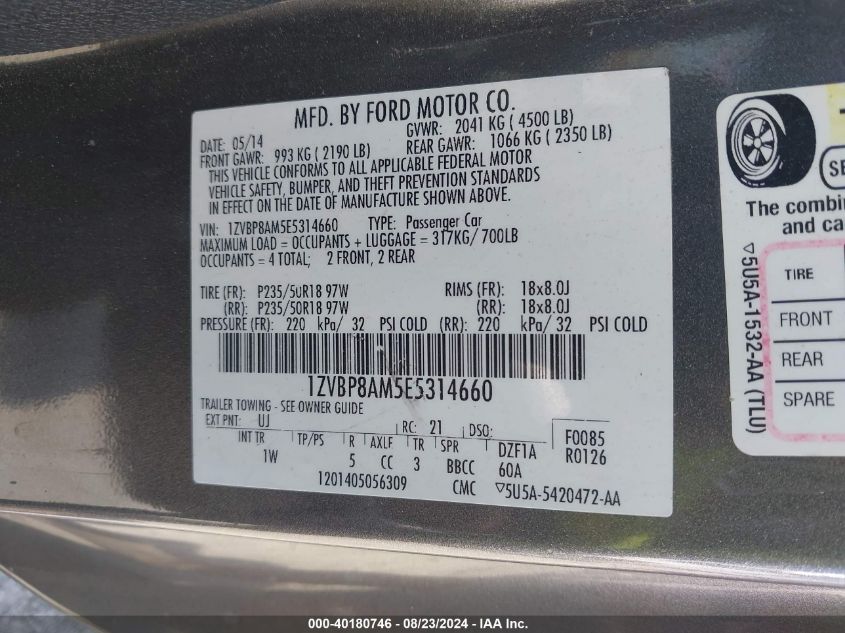 MFD. BY FORD MOTOR CO.
DATE: 05/14 GVWR: 2041 KG ( 4500 LB)
FRONT GAWR: 993 KG ( 2190 LB) REAR GAWR: 1066 KG ( 2350 LB)
THIS VEHICLE CONFORMS TO ALL APPLICABLE FEDERAL MOTOR
VEHICLE SAFETY, BUMPER, AND THEFT PREVENTION STANDARDS
IN EFFECT ON THE DATE OF MANUFACTURE SHOWN ABOVE.
VIN: 1ZVBP8AM5E5314660 TYPE: Passenger Car
MAXIMUM LOAD = OCCUPANTS + LUGGAGE = 317KG/ 700LB
OCCUPANTS = 4 TOTAL; 2 FRONT, 2 REAR
TIRE (FR): P235/50R18 97W RIMS (FR): 18x8.0J
(RR): P235/50R18 97W (RR): 18x8.0J
PRESSURE (FR): 220 kPa/ 32 PSI COLD (RR): 220 kPa/ 32 PSI COLD
1ZVBP8AM5E5314660
TRAILER TOWING - SEE OWNER GUIDE
EXT PNT: UJ RC: 21 DSO: F0085
INT TR TP/PS R AXLE TR SPR DZF1A R0126
1W 5 CC 3 BBCC 60A
1201405056309 CMC ▽5U5A-5420472-AA
SE
The combin
and ca
▽5U5A-1532-AA (TLU)
TIRE
FRONT
REAR
SPARE
000-40180746 - 08/23/2024 - IAA Inc.